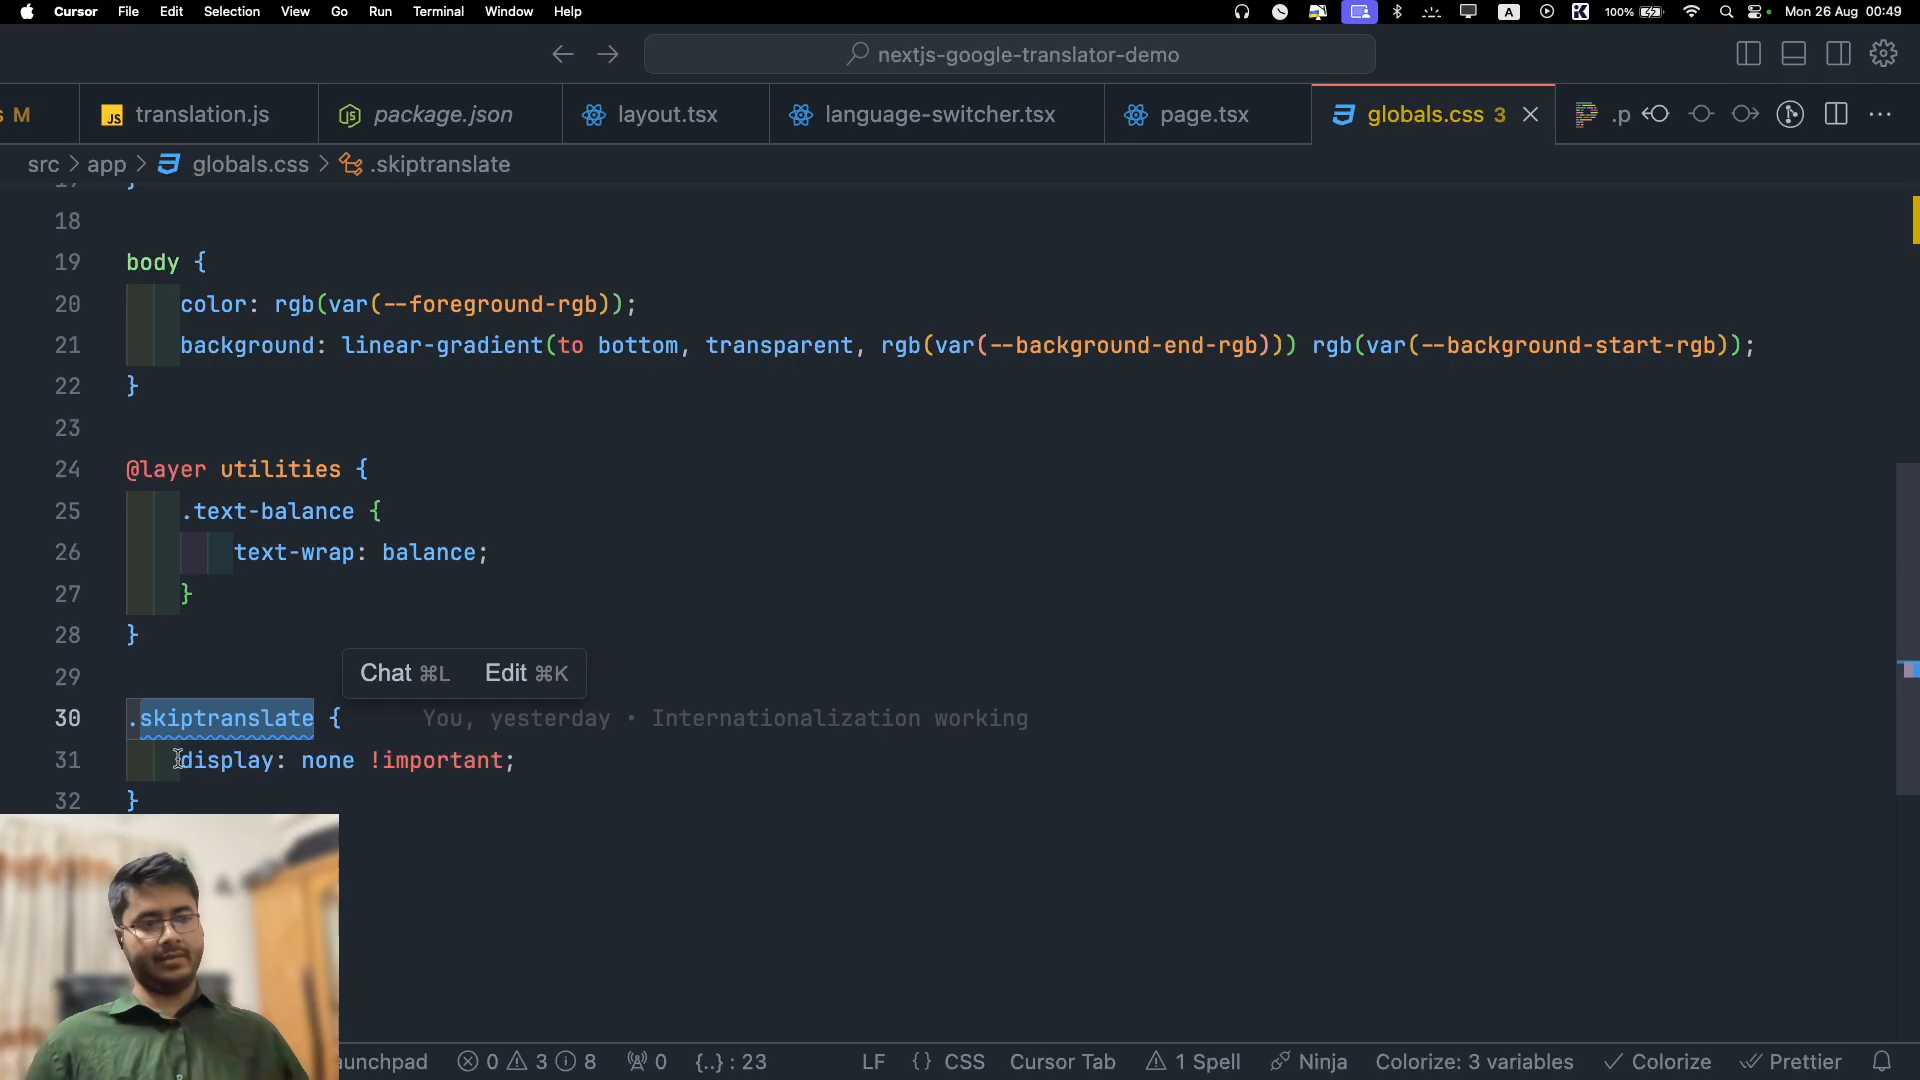 Cursor File Edit Selection View Go Run Terminal Window Help A 100% Mon 26 Aug 00:49
nextjs-google-translator-demo
s M JS translation.js package.json layout.tsx language-switcher.tsx page.tsx globals.css 3 .p
src > app > globals.css > .skiptranslate
18
19 body {
20 color: rgb(var(--foreground-rgb));
21 background: linear-gradient(to bottom, transparent, rgb(var(--background-end-rgb))) rgb(var(--background-start-rgb));
22 }
23
24 @layer utilities {
25 .text-balance {
26 text-wrap: balance;
27 }
28 }
Chat ⌘L Edit ⌘K
29
30 .skiptranslate { You, yesterday • Internationalization working
31 display: none !important;
32 }
aunchpad 0 3 8 0 {..} : 23 LF {} CSS Cursor Tab 1 Spell Ninja Colorize: 3 variables Colorize Prettier